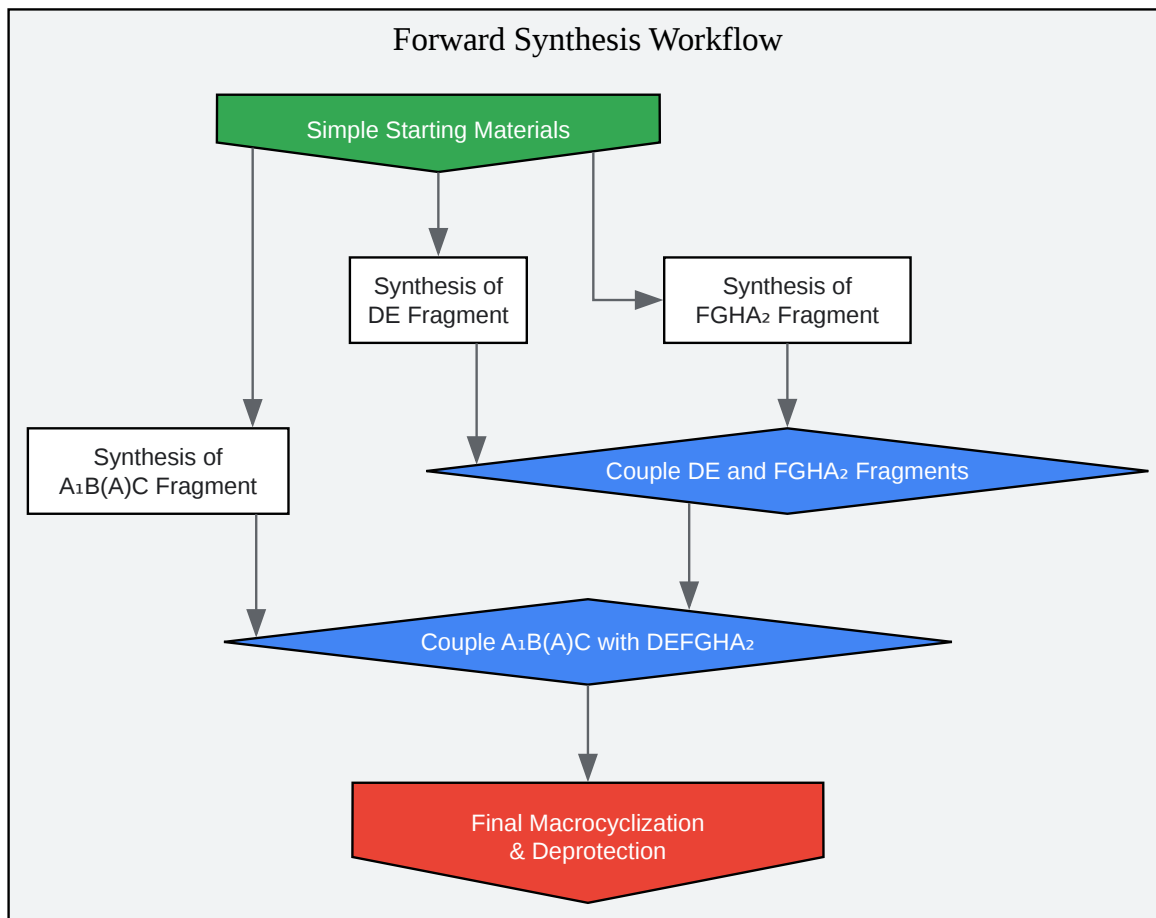 Forward Synthesis Workflow
Simple Starting Materials
Synthesis of
DE Fragment
Synthesis of
FGHA₂ Fragment
Synthesis of
A₁B(A)C Fragment
Couple DE and FGHA₂ Fragments
Couple A₁B(A)C with DEFGHA₂
Final Macrocyclization
& Deprotection